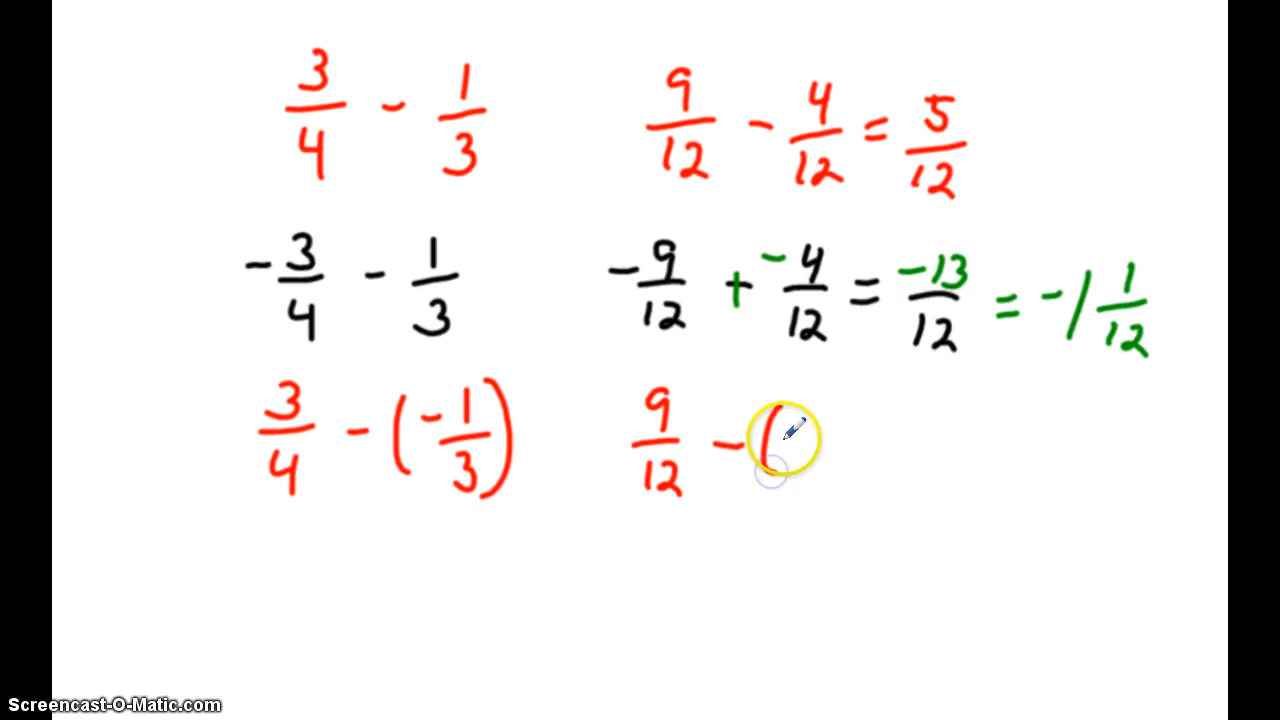 3/4 - 1/3    9/12 - 4/12 = 5/12
-3/4 - 1/3    -9/12 + -4/12 = -13/12 = -1 1/12
3/4 - (-1/3)    9/12 - (
Screencast-O-Matic.com